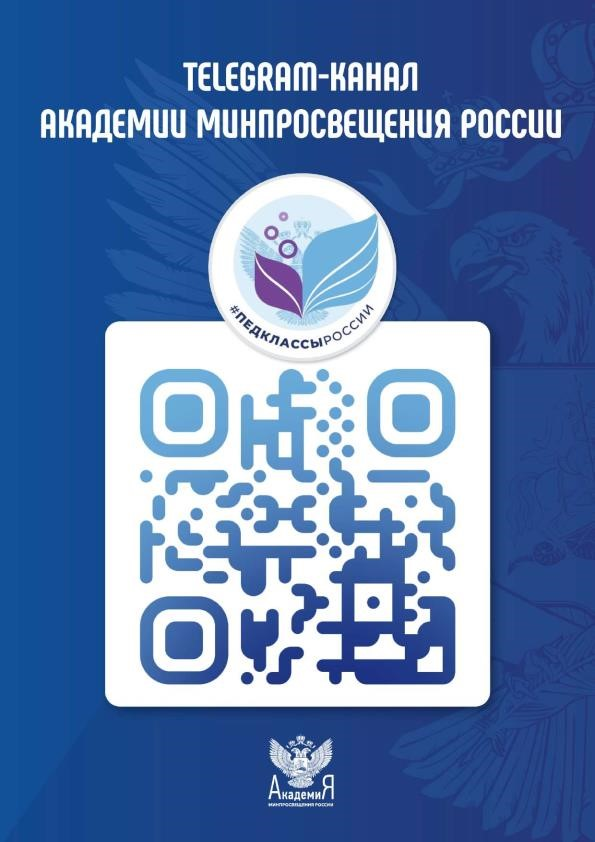 TELEGRAM-КАНАЛ
АКАДЕМИИ МИНПРОСВЕЩЕНИЯ РОССИИ
#ПЕДКЛАССЫРОССИИ
АкадемиЯ
МИНПРОСВЕЩЕНИЯ РОССИИ